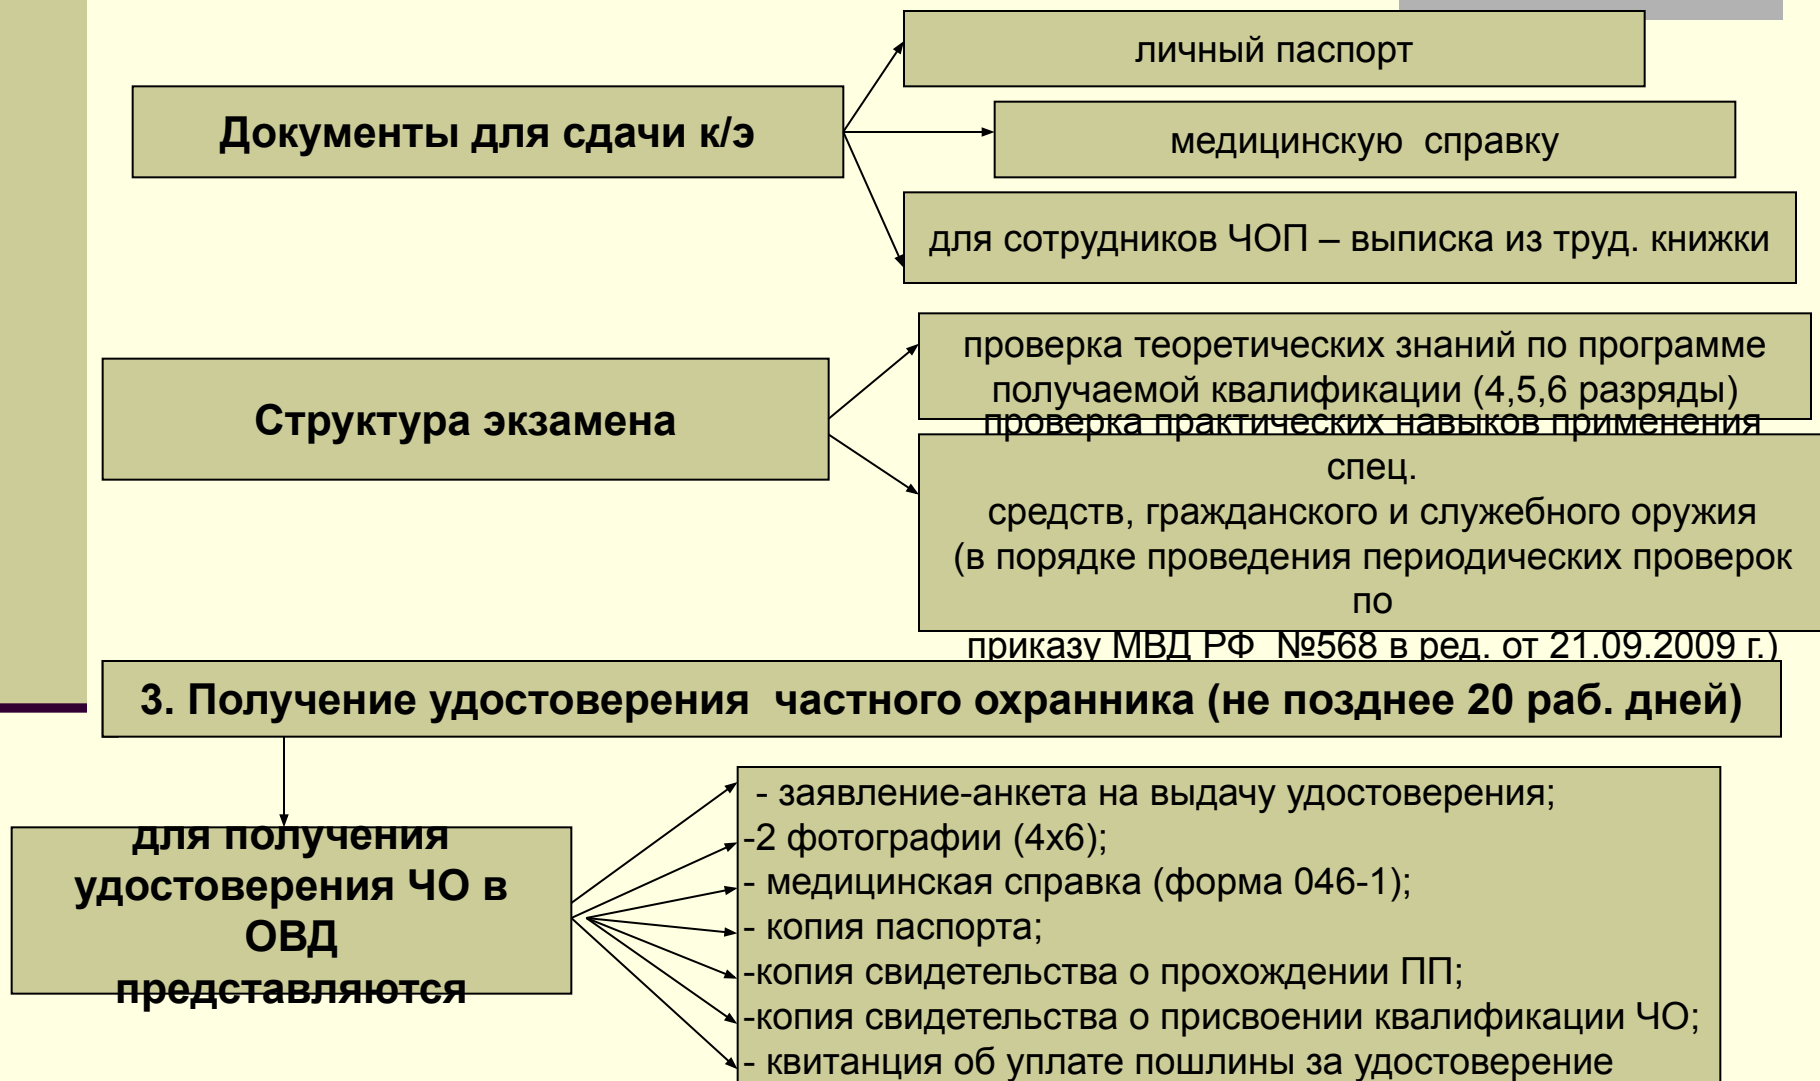 личный паспорт
Документы для сдачи к/э
медицинскую справку
для сотрудников ЧОП – выписка из труд. книжки
Структура экзамена
проверка теоретических знаний по программе
получаемой квалификации (4,5,6 разряды)
проверка практических навыков применения
спец.
средств, гражданского и служебного оружия
(в порядке проведения периодических проверок
по
приказу МВД РФ №568 в ред. от 21.09.2009 г.)
3. Получение удостоверения частного охранника (не позднее 20 раб. дней)
для получения
удостоверения ЧО в
ОВД
представляются
- заявление-анкета на выдачу удостоверения;
-2 фотографии (4х6);
- медицинская справка (форма 046-1);
- копия паспорта;
-копия свидетельства о прохождении ПП;
-копия свидетельства о присвоении квалификации ЧО;
- квитанция об уплате пошлины за удостоверение